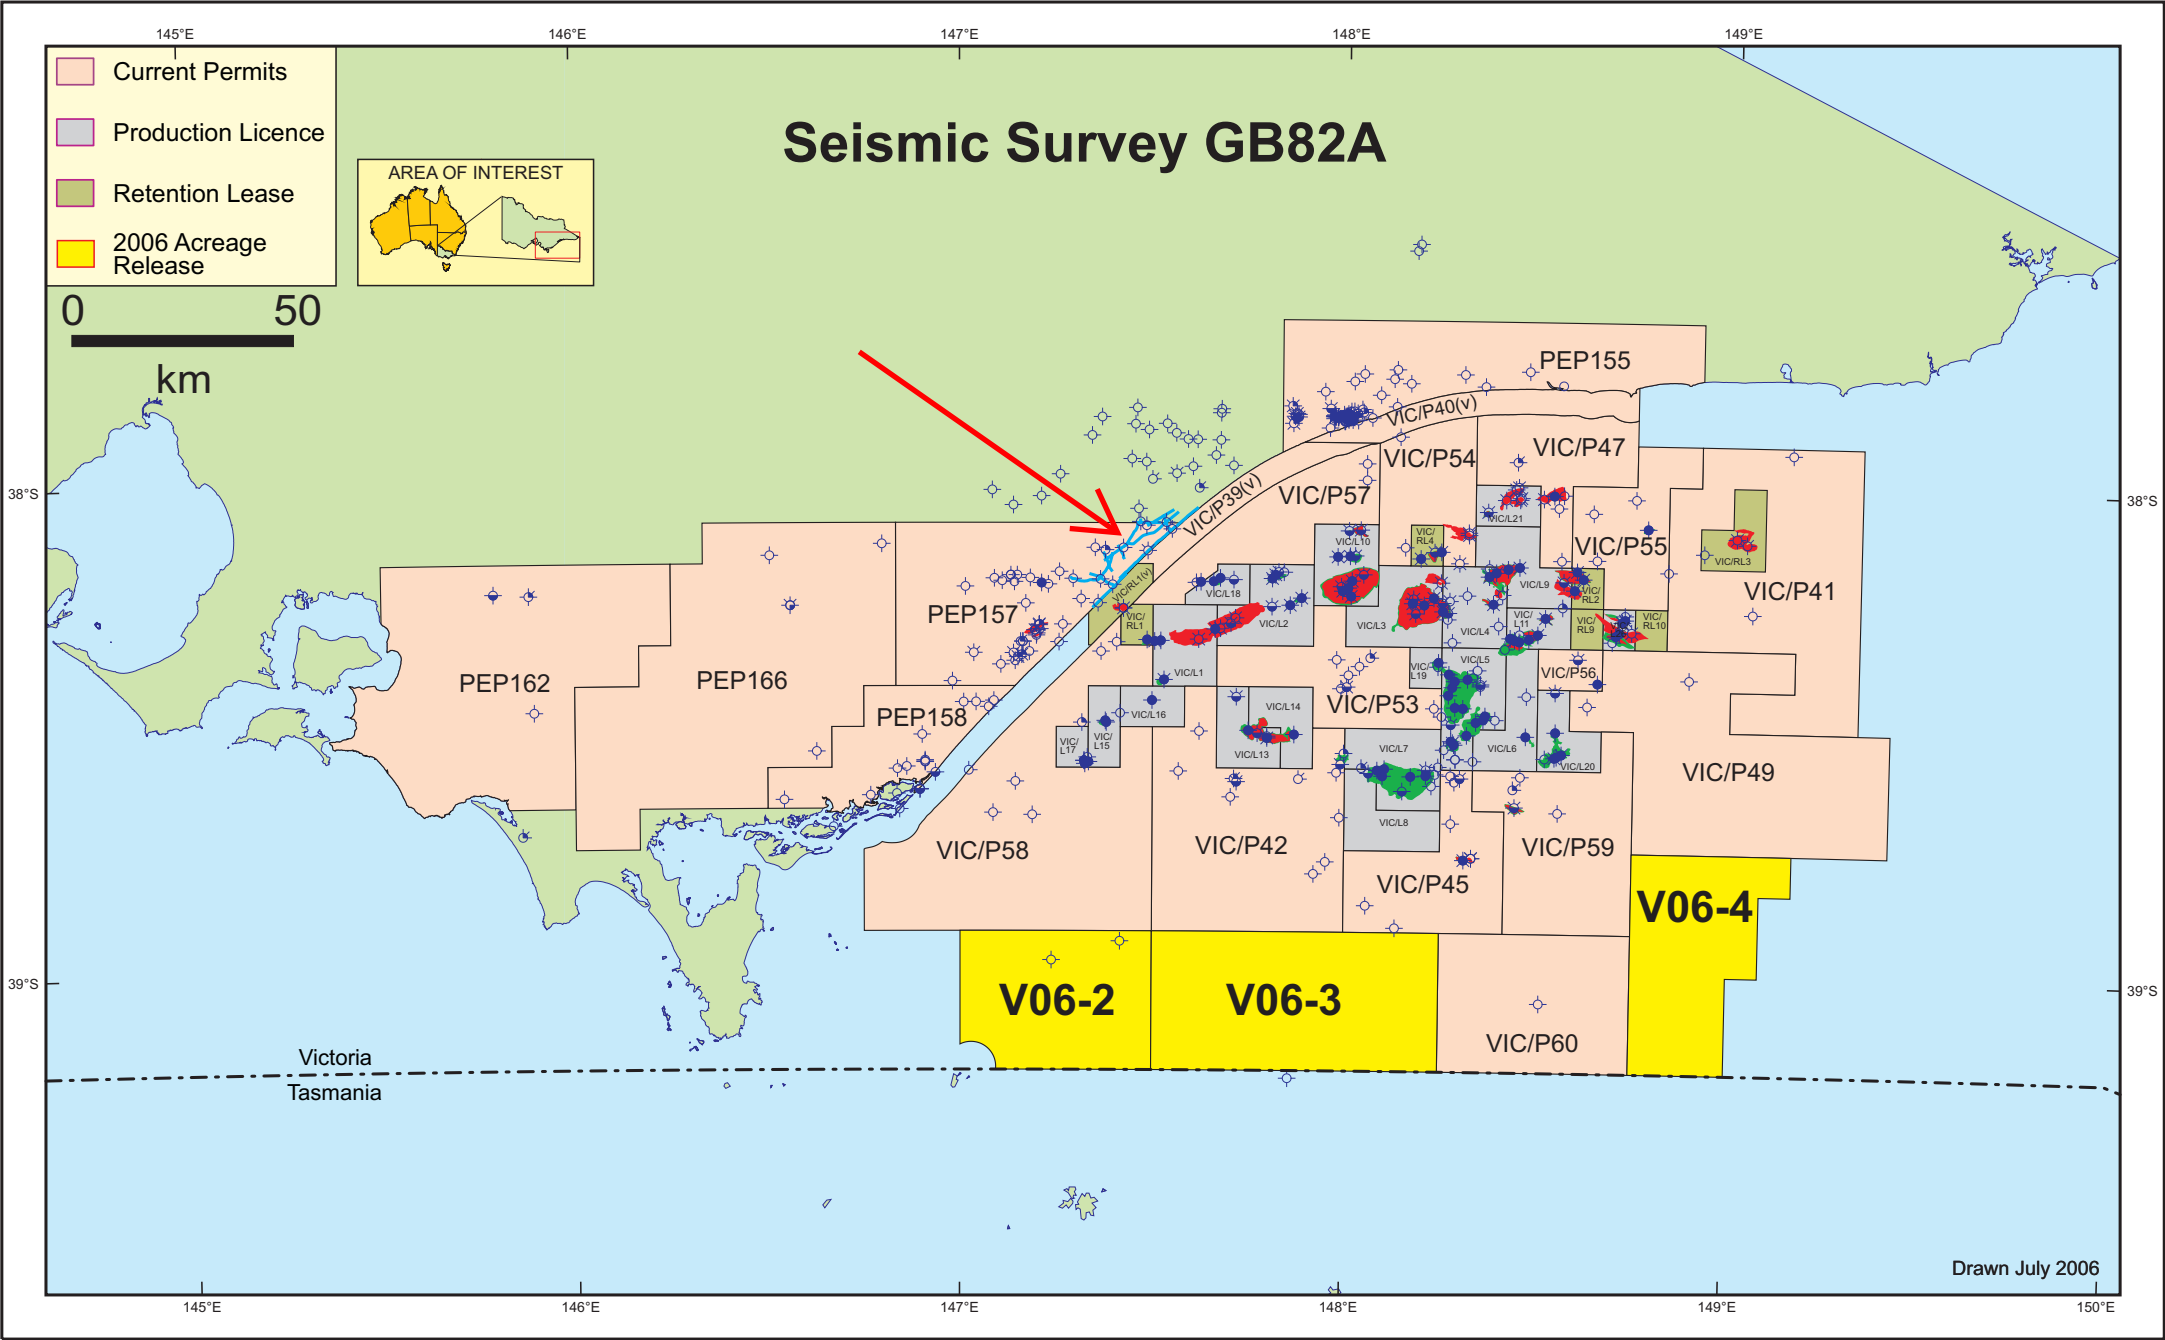 145°E
146°E
147°E
148°E
149°E
Current Permits
Production Licence
Retention Lease
2006 Acreage
Release
Seismic Survey GB82A
AREA OF INTEREST
0
50
km
PEP155
VIC/P40(v)
VIC/P54
VIC/P47
VIC/P57
VIC/P39(v)
38°S
38°S
VIC/L21
VIC/L10
VIC/
RL4
VIC/P55
VIC/RL3
VIC/P41
VIC/RL1(v)
VIC/L18
VIC/L9
VIC/
RL2
PEP157
VIC/
RL1
VIC/L2
VIC/L3
VIC/L4
VIC/
L11
VIC/
RL9
VIC/
RL10
PEP162
PEP166
VIC/L1
VIC/
L19
VIC/L5
VIC/P56
PEP158
VIC/P53
VIC/L16
VIC/L14
VIC/
L17
VIC/
L15
VIC/L13
VIC/L7
VIC/L6
VIC/L20
VIC/P49
VIC/L8
VIC/P58
VIC/P42
VIC/P59
VIC/P45
V06-4
39°S
39°S
V06-2
V06-3
VIC/P60
Victoria
Tasmania
Drawn July 2006
145°E
146°E
147°E
148°E
149°E
150°E